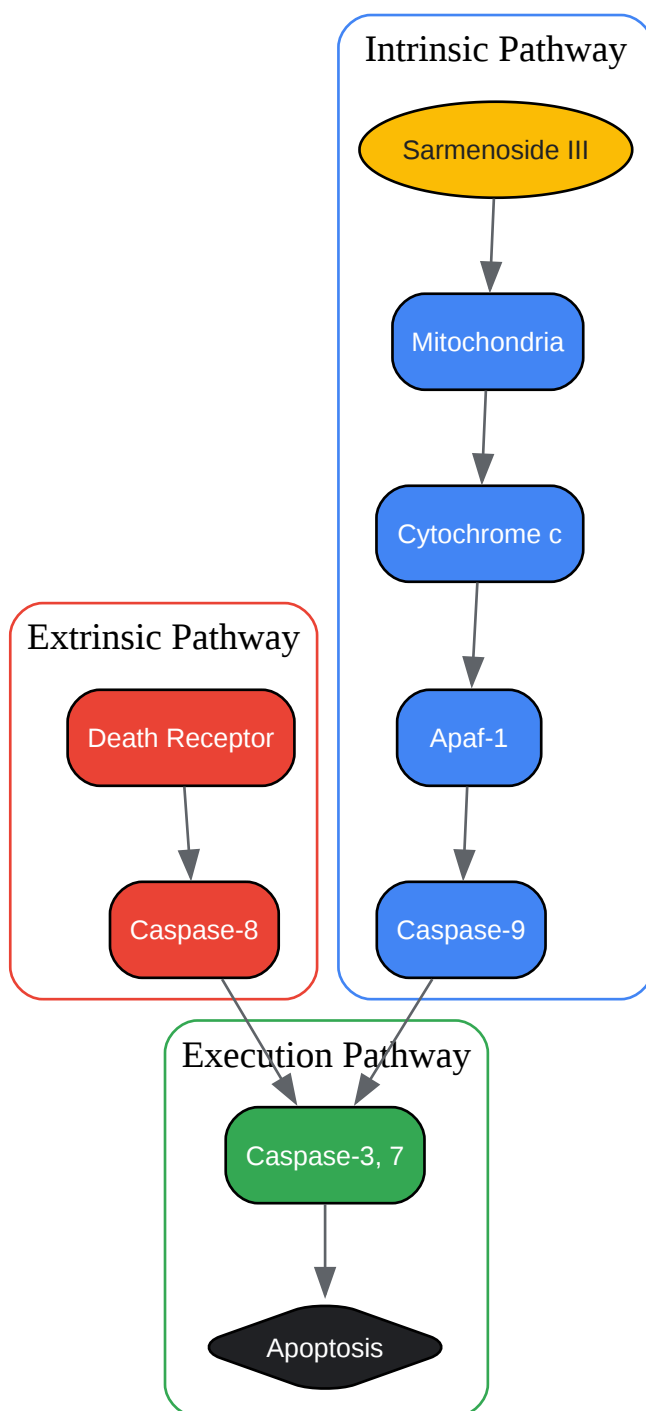 Intrinsic Pathway
Sarmenoside III
Mitochondria
Cytochrome c
Extrinsic Pathway
Death Receptor
Apaf-1
Caspase-8
Caspase-9
Execution Pathway
Caspase-3, 7
Apoptosis